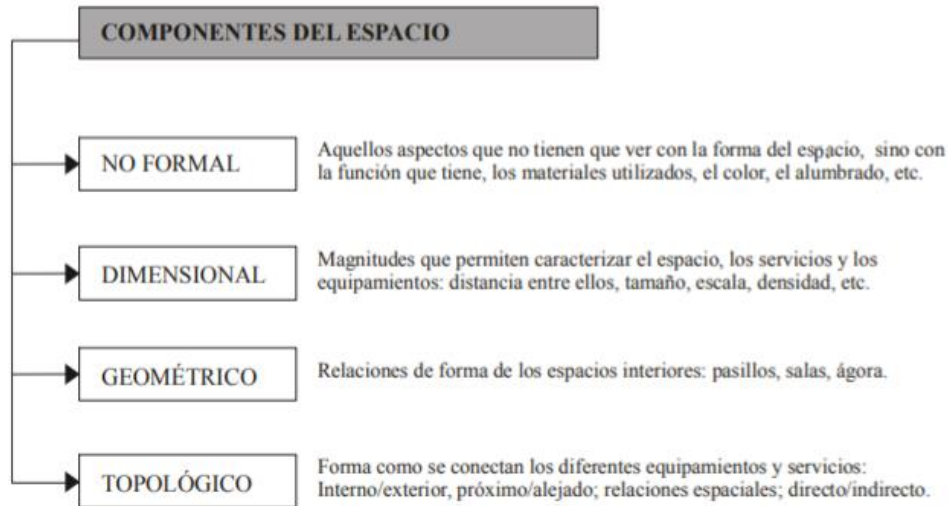 COMPONENTES DEL ESPACIO
NO FORMAL
Aquellos aspectos que no tienen que ver con la forma del espacio, sino con
la función que tiene, los materiales utilizados, el color, el alumbrado, etc.
DIMENSIONAL
Magnitudes que permiten caracterizar el espacio, los servicios y los
equipamientos: distancia entre ellos, tamaño, escala, densidad, etc.
GEOMÉTRICO
Relaciones de forma de los espacios interiores: pasillos, salas, ágora.
TOPOLÓGICO
Forma como se conectan los diferentes equipamientos y servicios:
Interno/exterior, próximo/alejado; relaciones espaciales; directo/indirecto.